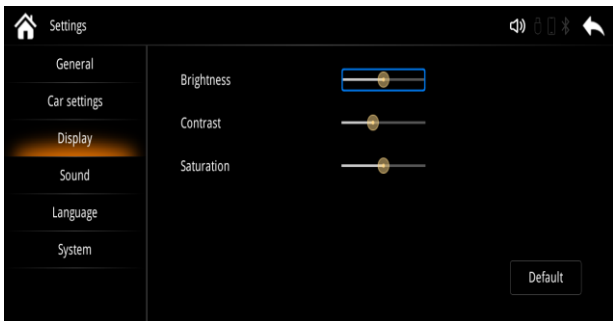 Settings
General
Car settings
Display
Sound
Language
System
Brightness
Contrast
Saturation
Default